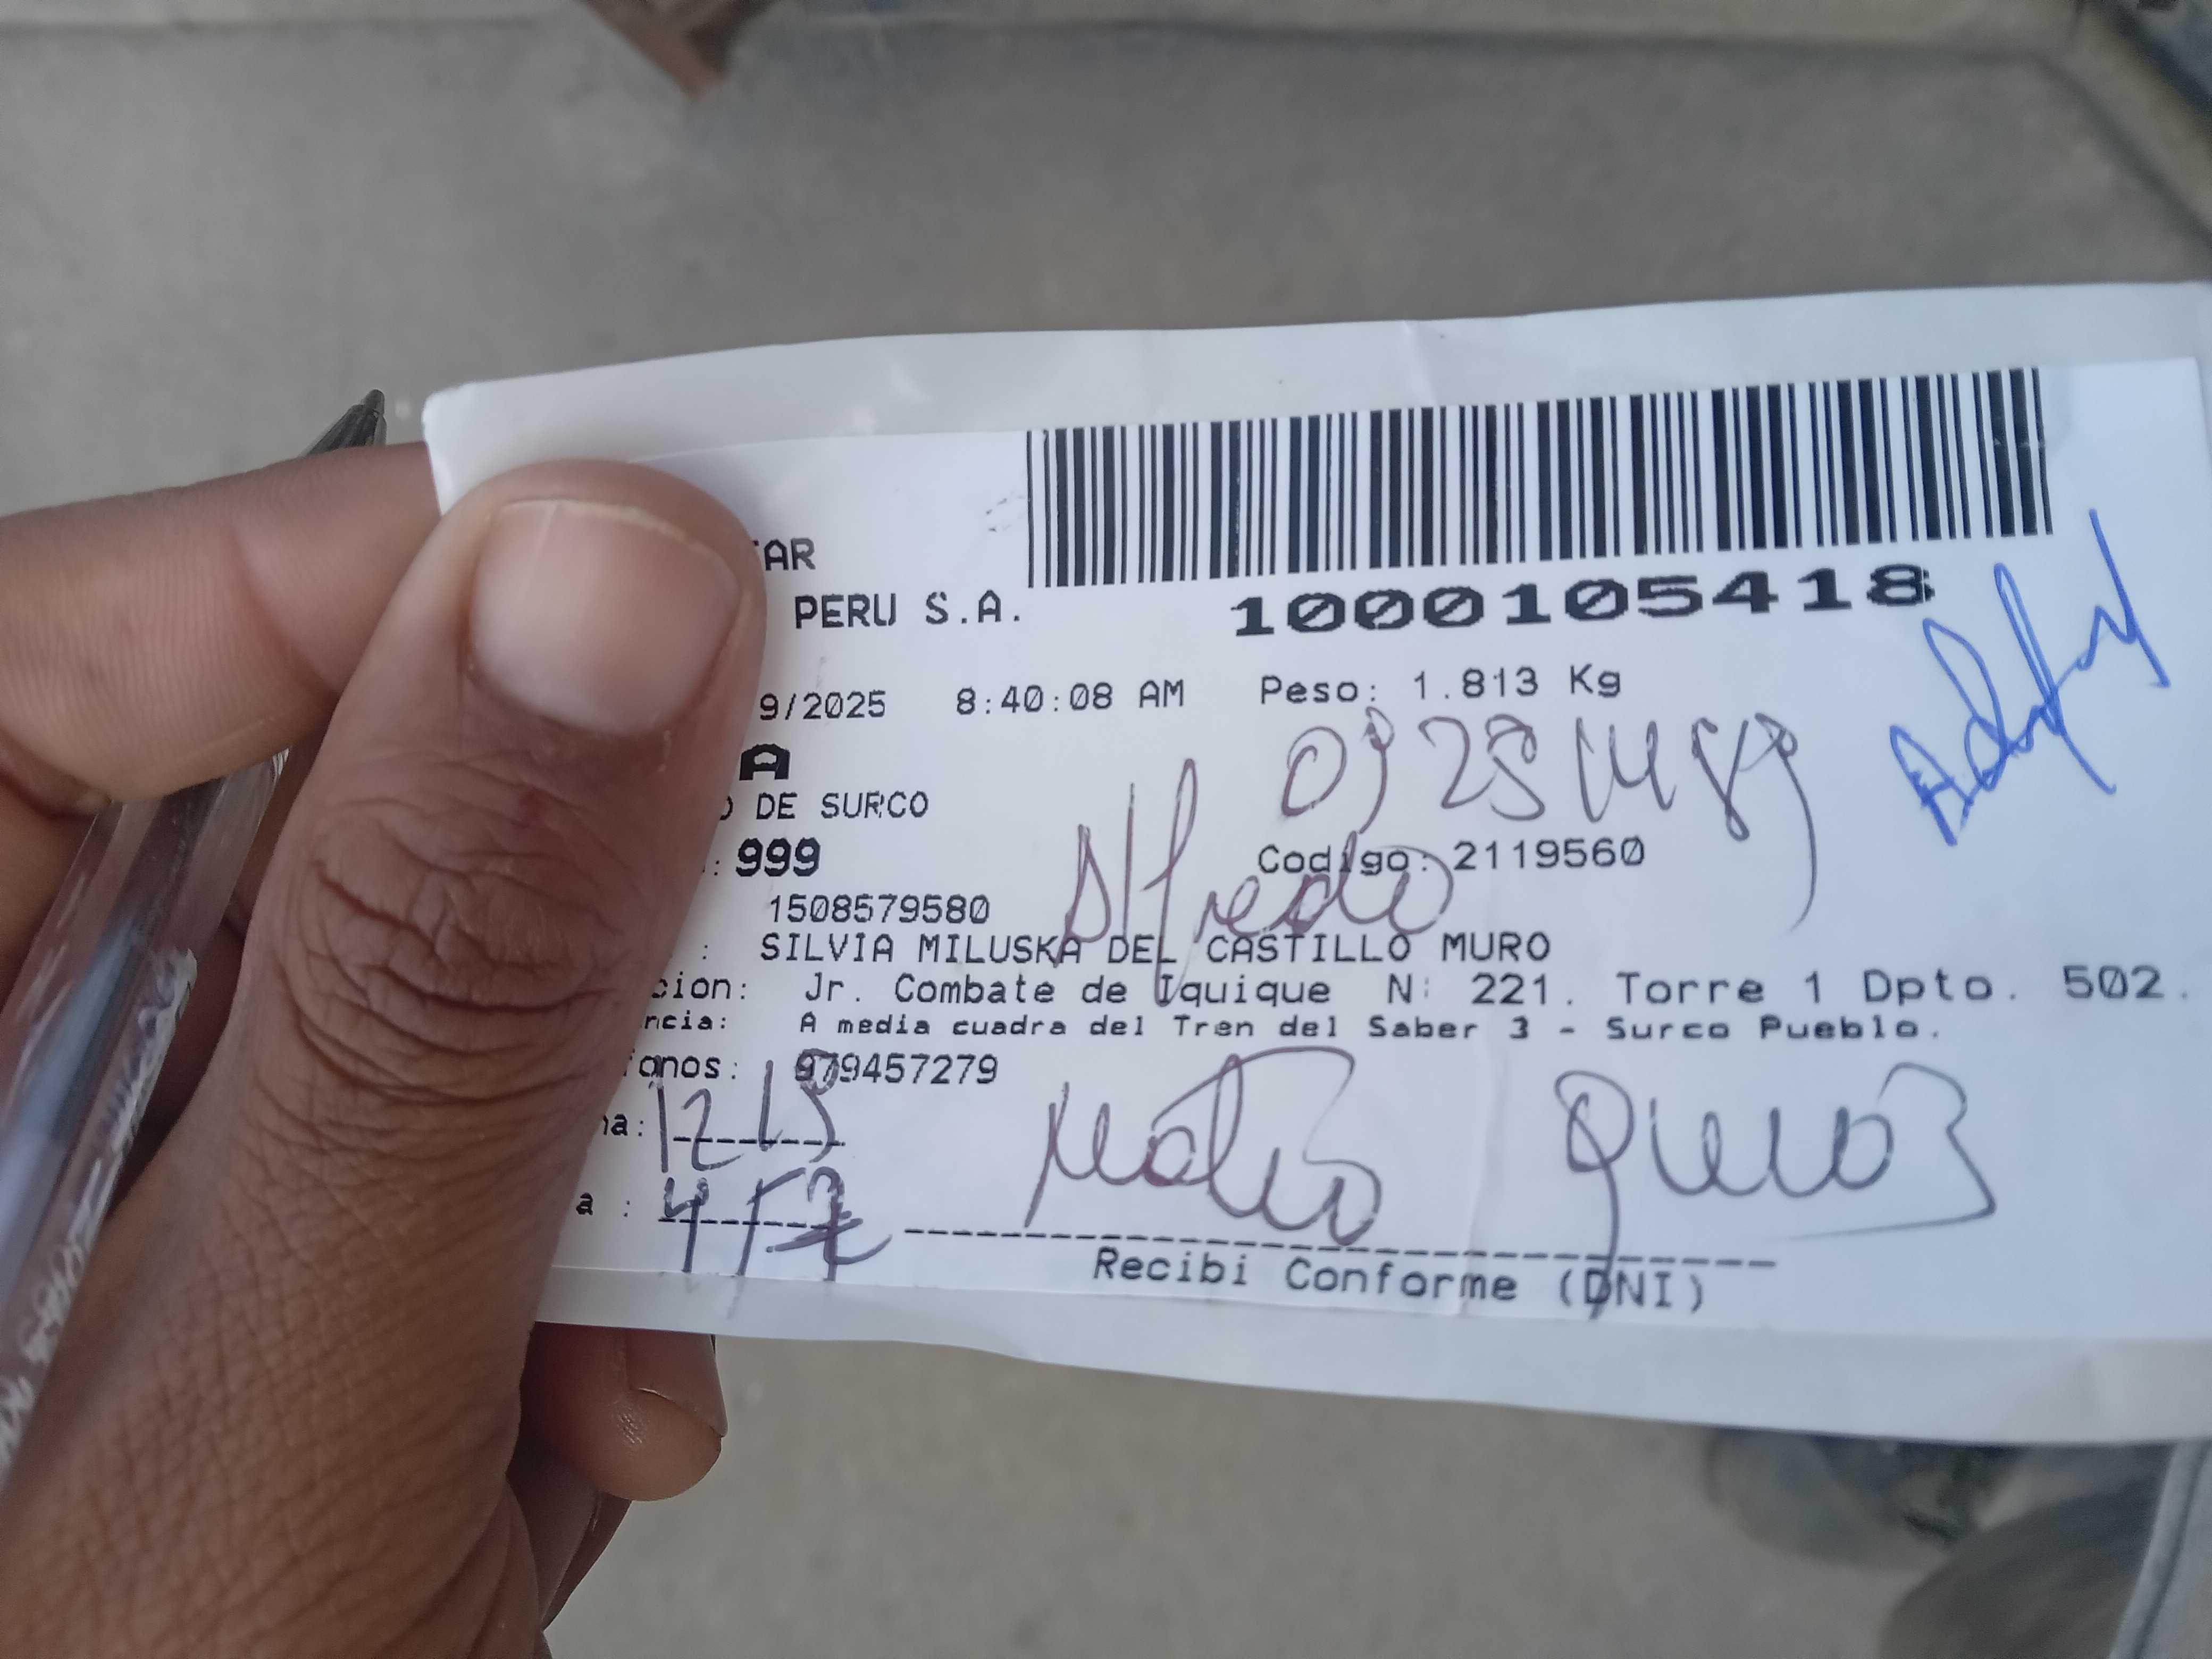 AR
PERU S.A.
1000105418
9/2025 8:40:08 AM Peso: 1.813 Kg
A
DE SURCO
: 999 Codigo: 2119560
Alfredo
1508579580
: SILVIA MILUSKA DEL CASTILLO MURO
cion: Jr. Combate de Iquique N: 221. Torre 1 Dpto. 502.
ncia: A media cuadra del Tren del Saber 3 - Surco Pueblo.
fonos: 979457279
na:
a :
Recibi Conforme (DNI)